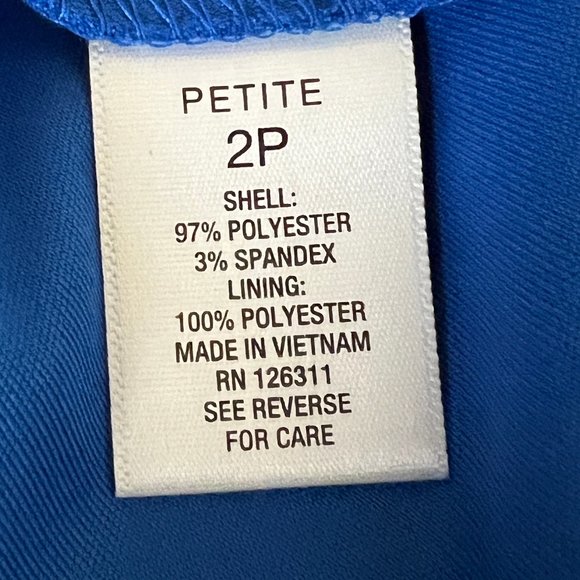 PETITE
2P
SHELL:
97% POLYESTER
3% SPANDEX
LINING:
100% POLYESTER
MADE IN VIETNAM
RN 126311
SEE REVERSE
FOR CARE